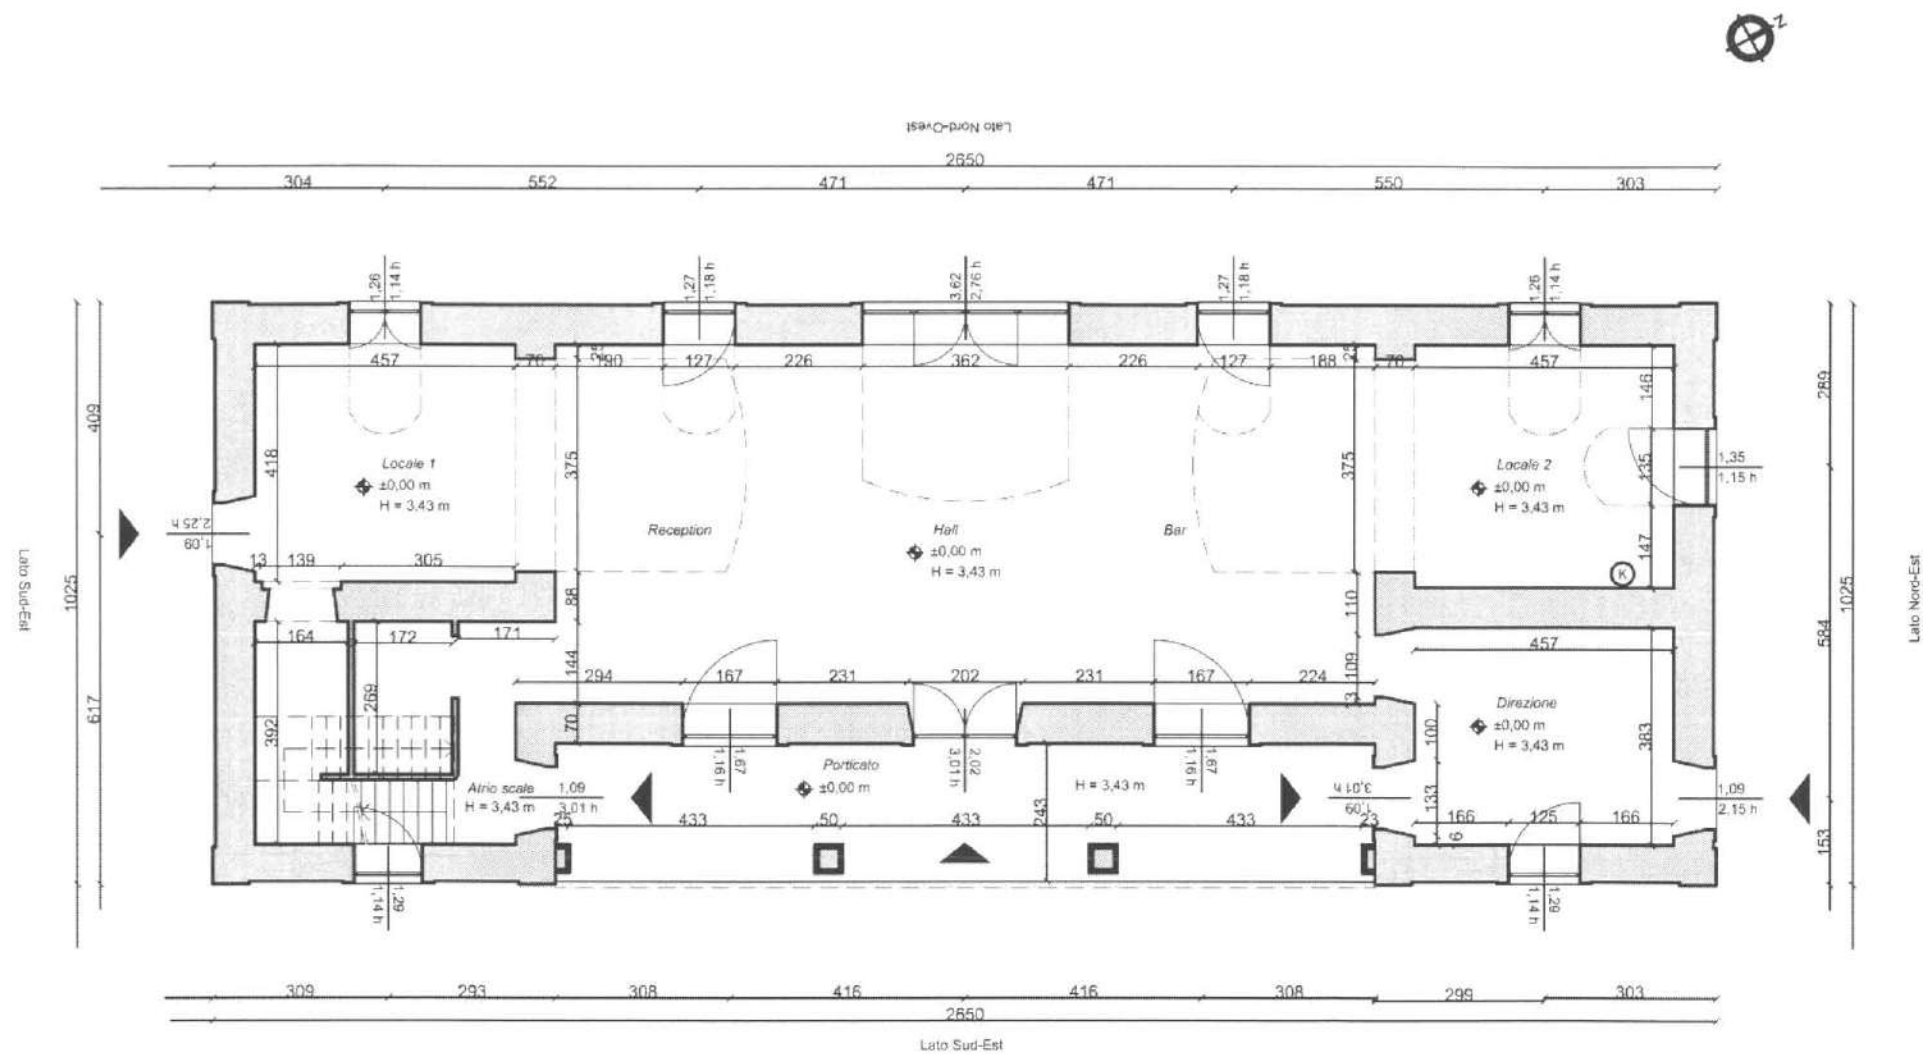 Z
Lato Nord-Ovest
2650
304 552 471 471 550 303
1,26
1,14 h
1,27
1,18 h
3,62
2,76 h
1,27
1,18 h
1,26
1,14 h
457 70 127 226 362 226 127 188 70 457
409
1025
617
Lato Sud-Est
418
Locale 1
±0,00 m
H = 3,43 m
2,25 h
1,09
13 139 305
375
Reception
Hall
±0,00 m
H = 3,43 m
Bar
375
Locale 2
±0,00 m
H = 3,43 m
146
135
147
K
1,35
1,15 h
289
584
153
1025
Lato Nord-Est
88
144
70
110
109
3
164 172 171
269
392
294 167 231 202 231 167 224
457
Direzione
±0,00 m
H = 3,43 m
100
133
383
1,67
1,16 h
2,02
3,01 h
1,67
1,16 h
Porticato
±0,00 m
H = 3,43 m
Atrio scale
H = 3,43 m
1,09
3,01 h
3,01 h
1,09
1,09
2,15 h
25 433 50 433 50 433 23
243
166 125 166
6
1,29
1,14 h
1,29
1,14 h
309 293 308 416 416 308 299 303
2650
Lato Sud-Est